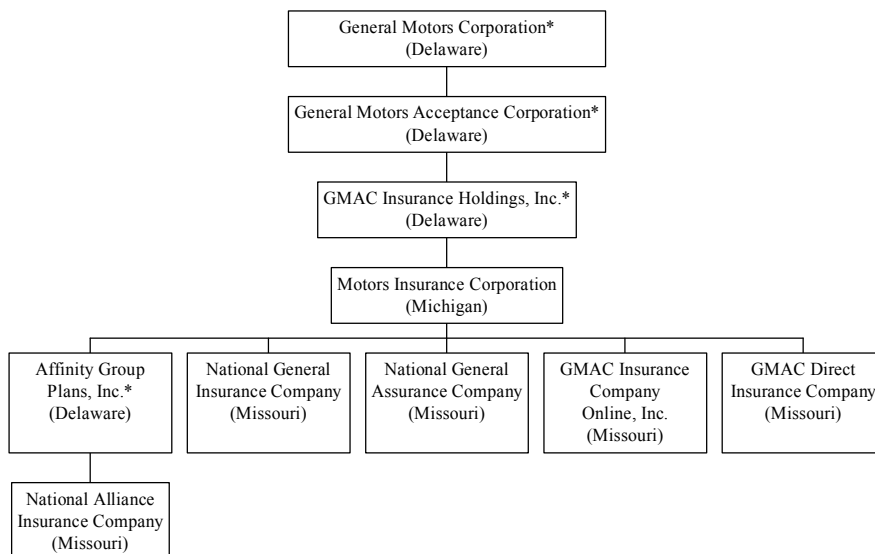 General Motors Corporation*
(Delaware)
General Motors Acceptance Corporation*
(Delaware)
GMAC Insurance Holdings, Inc.*
(Delaware)
Motors Insurance Corporation
(Michigan)
Affinity Group
Plans, Inc.*
(Delaware)
National General
Insurance Company
(Missouri)
National General
Assurance Company
(Missouri)
GMAC Insurance
Company
Online, Inc.
(Missouri)
GMAC Direct
Insurance Company
(Missouri)
National Alliance
Insurance Company
(Missouri)